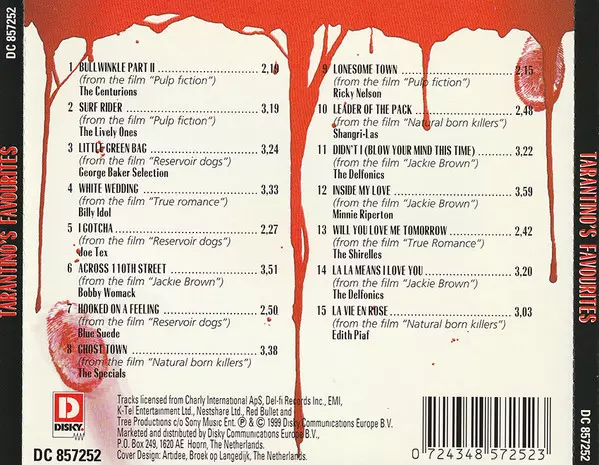 DC 857252
TARANTINO'S FAVOURITES
1 BULLWINKLE PART II 2,18
(from the film "Pulp fiction")
The Centurions
2 SURF RIDER 3,19
(from the film "Pulp fiction")
The Lively Ones
3 LITTLE GREEN BAG 3,24
(from the film "Reservoir dogs")
George Baker Selection
4 WHITE WEDDING 3,33
(from the film "True romance")
Billy Idol
5 I GOTCHA 2,27
(from the film "Reservoir dogs")
Joe Tex
6 ACROSS 110TH STREET 3,51
(from the film "Jackie Brown")
Bobby Womack
7 HOOKED ON A FEELING 2,50
(from the film "Reservoir dogs")
Blue Suede
8 GHOST TOWN 3,38
(from the film "Natural born killers")
The Specials
9 LONESOME TOWN 2,15
(from the film "Pulp fiction")
Ricky Nelson
10 LEADER OF THE PACK 2,48
(from the film "Natural born killers")
Shangri-Las
11 DIDN'T I (BLOW YOUR MIND THIS TIME) 3,22
(from the film "Jackie Brown")
The Delfonics
12 INSIDE MY LOVE 3,59
(from the film "Jackie Brown")
Minnie Riperton
13 WILL YOU LOVE ME TOMORROW 2,42
(from the film "True Romance")
The Shirelles
14 LA LA MEANS I LOVE YOU 3,20
(from the film "Jackie Brown")
The Delfonics
15 LA VIE EN ROSE 3,03
(from the film "Natural born killers")
Edith Piaf
D
DISKY.
DC 857252
Tracks licensed from Charly International ApS, Del-fi Records Inc., EMI,
K-Tel Entertainment Ltd., Nestshare Ltd., Red Bullet and
Tree Productions c/o Sony Music Ent. ℗ & © 1999 Disky Communications Europe B.V.
Marketed and distributed by Disky Communications Europe B.V.,
P.O. Box 249, 1620 AE Hoorn, The Netherlands.
Cover Design: Artidee, Broek op Langedijk, The Netherlands.
0 724348 572523
TARANTINO'S FAVOURITES
DC 857252